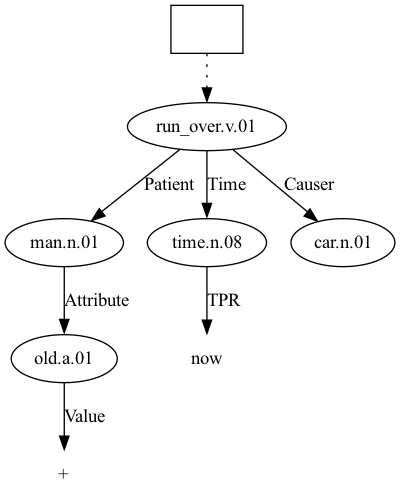 run_over.v.01
Patient
Time
Causer
man.n.01
time.n.08
car.n.01
Attribute
TPR
old.a.01
now
Value
+